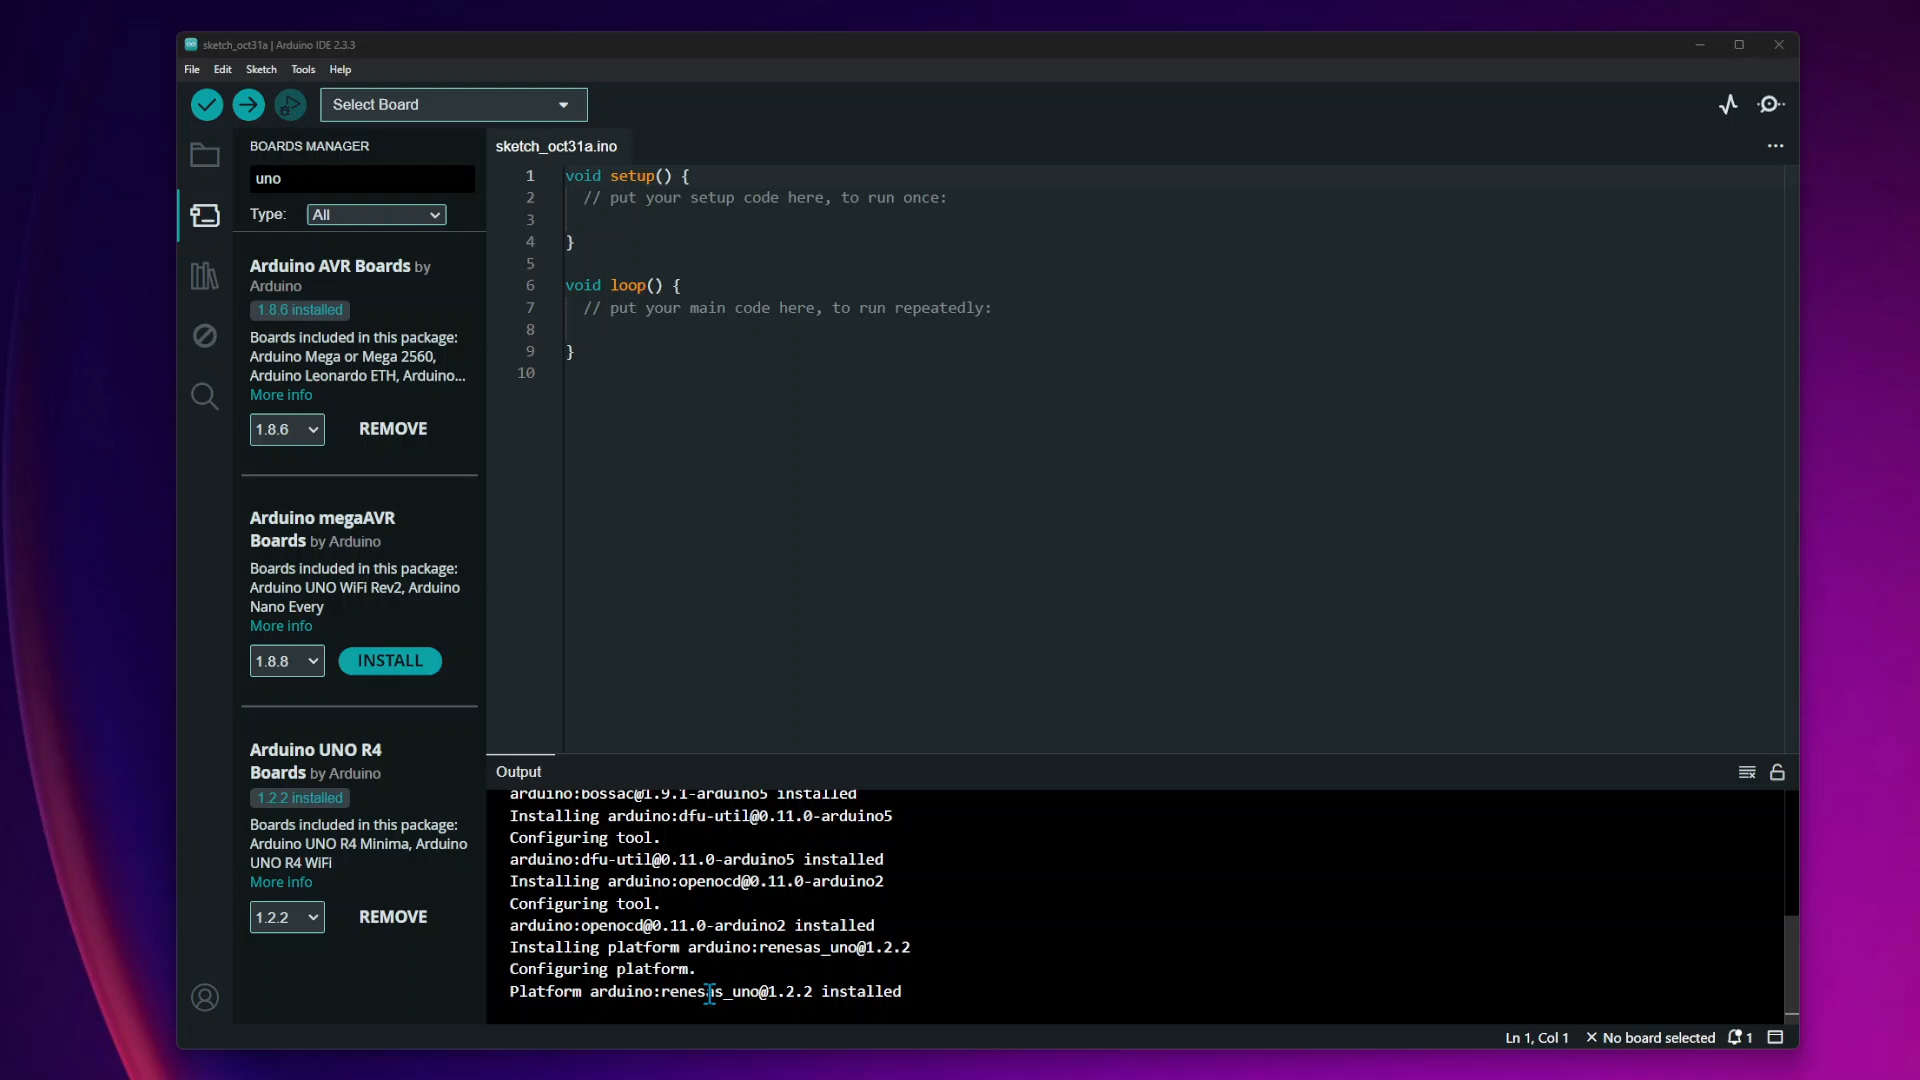 sketch_oct31a | Arduino IDE 2.3.3
File Edit Sketch Tools Help
Select Board
BOARDS MANAGER
uno
Type: All
Arduino AVR Boards by
Arduino
1.8.6 installed
Boards included in this package:
Arduino Mega or Mega 2560,
Arduino Leonardo ETH, Arduino...
More info
1.8.6 REMOVE
Arduino megaAVR
Boards by Arduino
Boards included in this package:
Arduino UNO WiFi Rev2, Arduino
Nano Every
More info
1.8.8 INSTALL
Arduino UNO R4
Boards by Arduino
1.2.2 installed
Boards included in this package:
Arduino UNO R4 Minima, Arduino
UNO R4 WiFi
More info
1.2.2 REMOVE
sketch_oct31a.ino
1 void setup() {
2 // put your setup code here, to run once:
3
4 }
5
6 void loop() {
7 // put your main code here, to run repeatedly:
8
9 }
10
Output
arduino:bossac@1.9.1-arduino5 installed
Installing arduino:dfu-util@0.11.0-arduino5
Configuring tool.
arduino:dfu-util@0.11.0-arduino5 installed
Installing arduino:openocd@0.11.0-arduino2
Configuring tool.
arduino:openocd@0.11.0-arduino2 installed
Installing platform arduino:renesas_uno@1.2.2
Configuring platform.
Platform arduino:renesas_uno@1.2.2 installed
Ln 1, Col 1 × No board selected 1